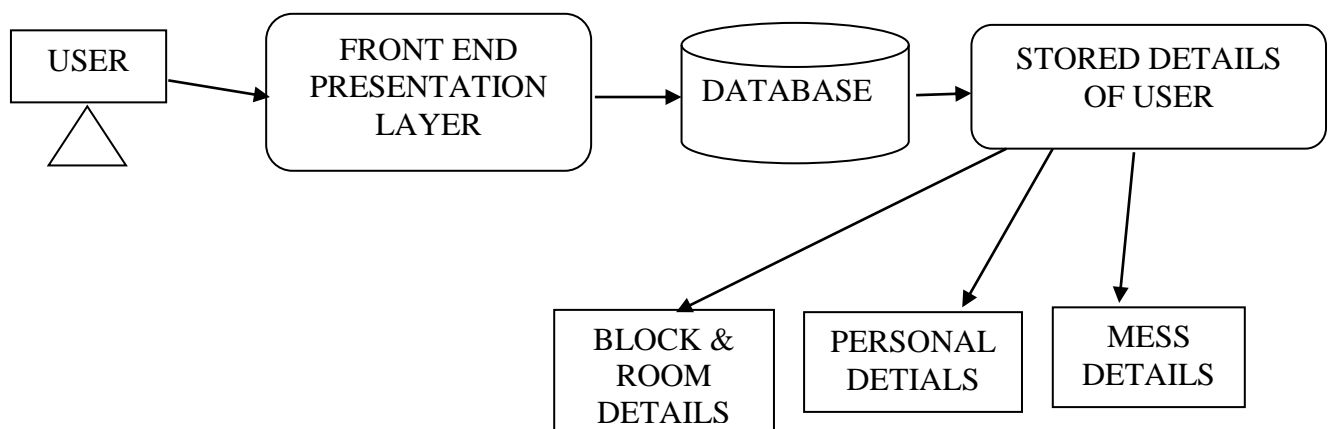 USER
FRONT END
PRESENTATION
LAYER
DATABASE
STORED DETAILS
OF USER
BLOCK &
ROOM
DETAILS
PERSONAL
DETIALS
MESS
DETAILS